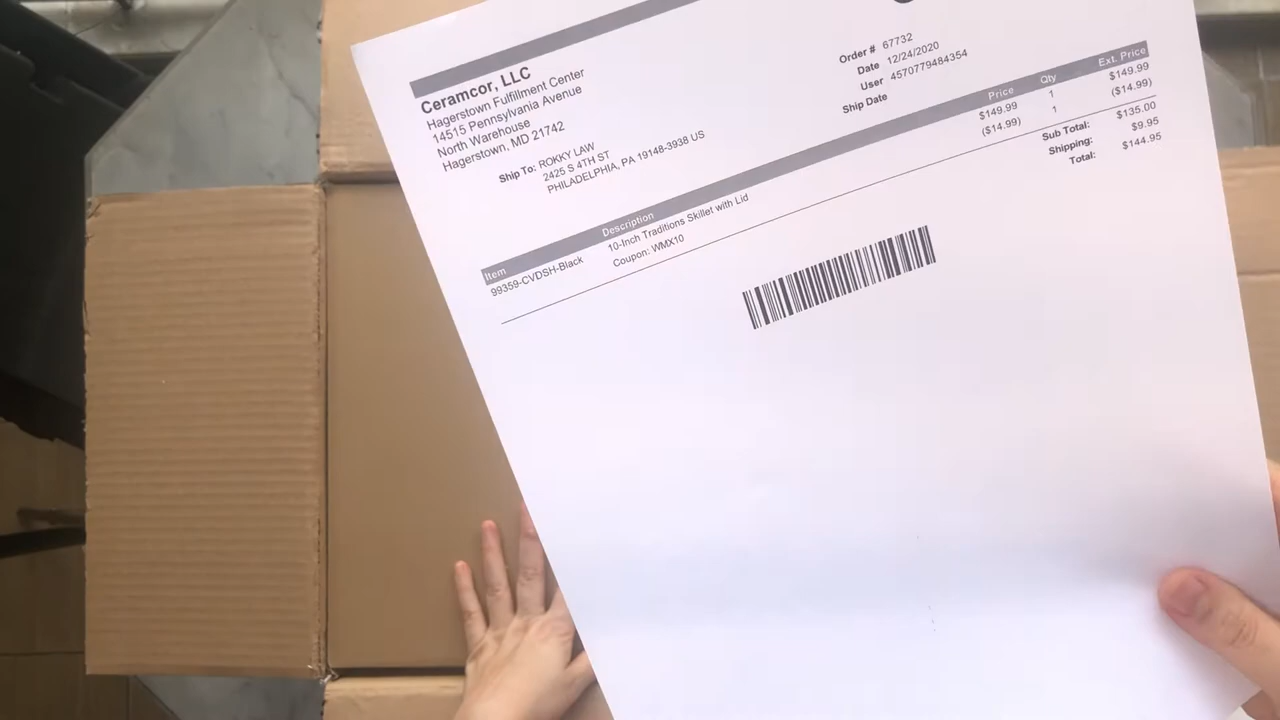 Ceramcor, LLC
Hagerstown Fulfillment Center
14515 Pennsylvania Avenue
North Warehouse
Hagerstown, MD 21742
Order # 67732
Date 12/24/2020
User 4570779484354
Ship Date
Ship To: ROKKY LAW
2425 S 4TH ST
PHILADELPHIA, PA 19148-3938 US
Item Description Price Qty Ext. Price
99359-CVDSH-Black 10-Inch Traditions Skillet with Lid $149.99 1 $149.99
Coupon: WMX10 ($14.99) 1 ($14.99)
Sub Total: $135.00
Shipping: $9.95
Total: $144.95